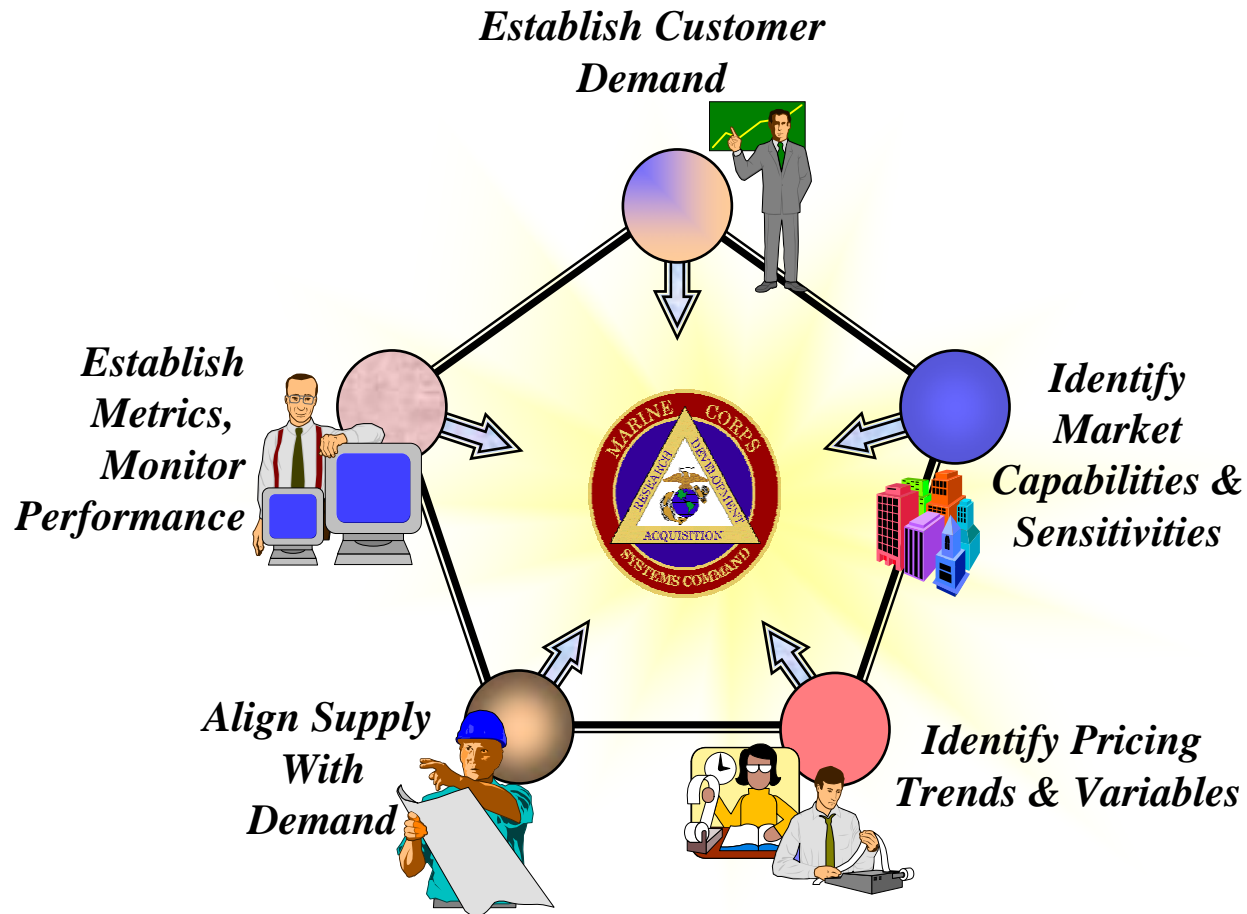 Establish Customer
Demand
Establish
Metrics,
Monitor
Performance
Identify
Market
Capabilities &
Sensitivities
MARINE CORPS
RESEARCH
DEVELOPMENT
ACQUISITION
SYSTEMS COMMAND
Align Supply
With
Demand
Identify Pricing
Trends & Variables